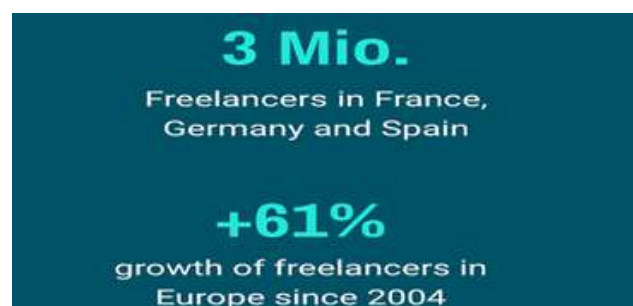 3 Mio.
Freelancers in France,
Germany and Spain
+61%
growth of freelancers in
Europe since 2004